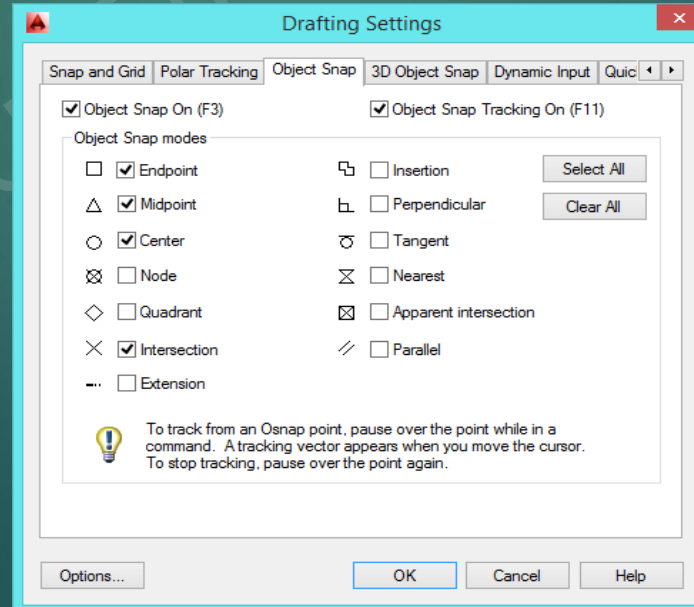 Drafting Settings
Snap and Grid Polar Tracking Object Snap 3D Object Snap Dynamic Input Quic
Object Snap On (F3) Object Snap Tracking On (F11)
Object Snap modes
Endpoint Insertion Select All
Midpoint Perpendicular Clear All
Center Tangent
Node Nearest
Quadrant Apparent intersection
Intersection Parallel
Extension
To track from an Osnap point, pause over the point while in a
command. A tracking vector appears when you move the cursor.
To stop tracking, pause over the point again.
Options... OK Cancel Help